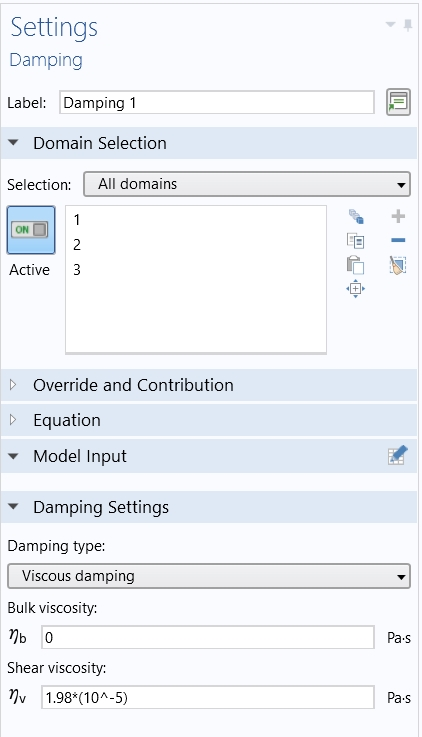 Settings
Damping
Label: Damping 1
Domain Selection
Selection: All domains
ON
Active
1
2
3
Override and Contribution
Equation
Model Input
Damping Settings
Damping type:
Viscous damping
Bulk viscosity:
ηb 0 Pa·s
Shear viscosity:
ηv 1.98*(10^-5) Pa·s